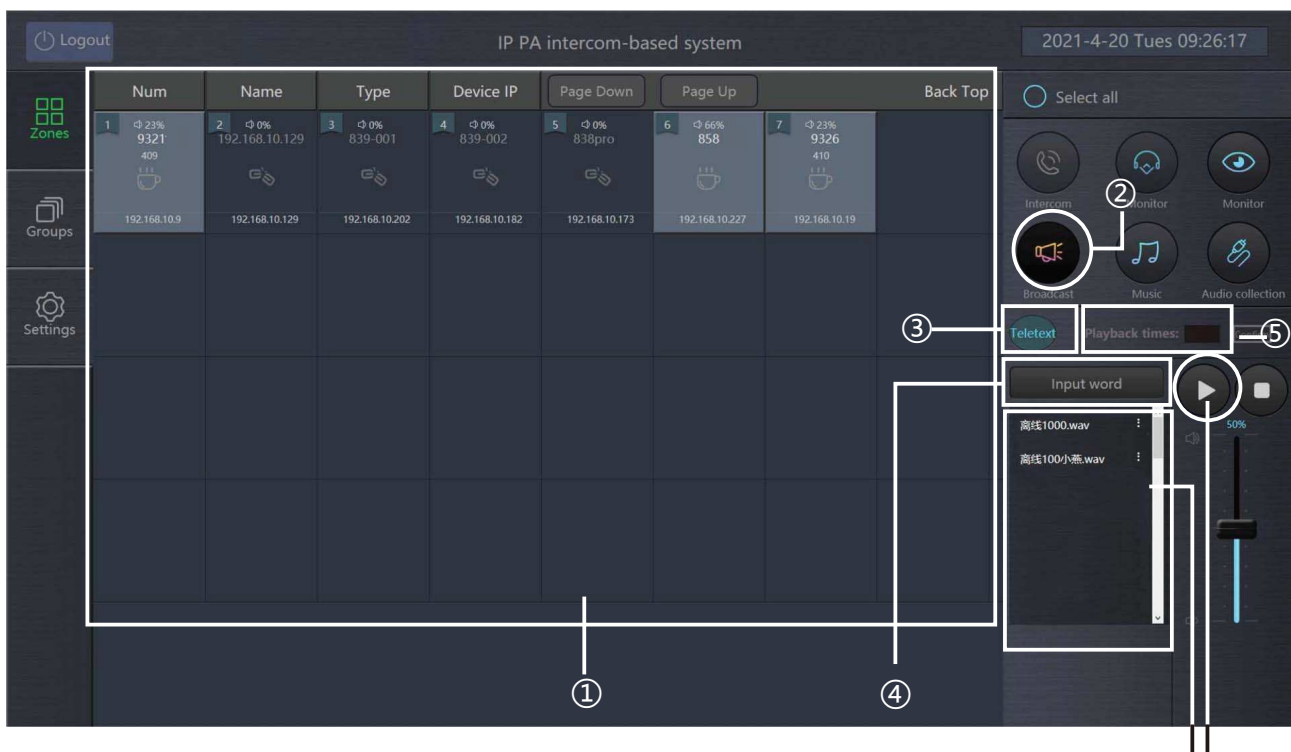 Logout
IP PA intercom-based system
2021-4-20 Tues 09:26:17
Zones
Groups
Settings
Num Name Type Device IP Page Down Page Up Back Top
1 23% 9321 409 192.168.10.9
2 0% 192.168.10.129 192.168.10.129
3 0% 839-001 192.168.10.202
4 0% 839-002 192.168.10.182
5 0% 838pro 192.168.10.173
6 66% 858 192.168.10.227
7 23% 9326 410 192.168.10.19
Select all
Intercom Monitor Monitor
②
Broadcast Music Audio collection
③ Teletext Playback times: ⑤
Input word
离线1000.wav
离线100小燕.wav
50%
①
④